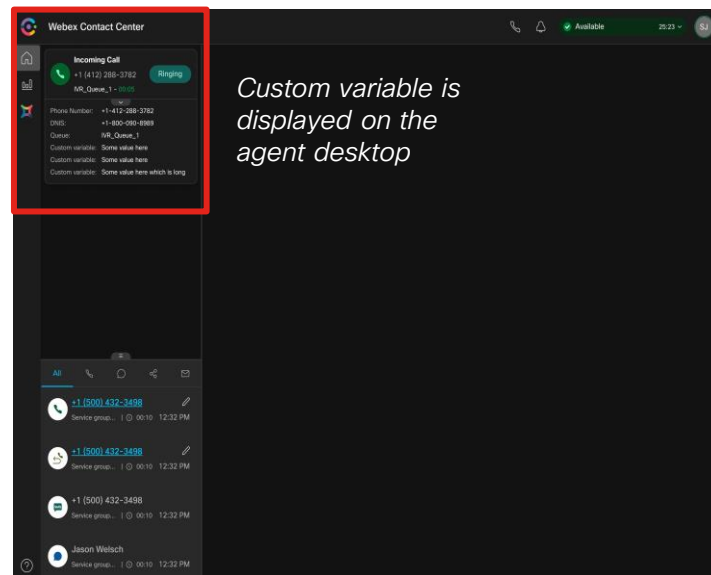 Webex Contact Center
Available
25:23
SJ
Incoming Call
+1 (412) 288-3782
Ringing
IVR_Queue_1 - 00:05
Phone Number: +1-412-288-3782
DNIS: +1-800-090-8989
Queue: IVR_Queue_1
Custom variable: Some value here
Custom variable: Some value here
Custom variable: Some value here which is long
Custom variable is
displayed on the
agent desktop
All
+1 (500) 432-3498
Service group... | 00:10 12:32 PM
+1 (500) 432-3498
Service group... | 00:10 12:32 PM
+1 (500) 432-3498
Service group... | 00:10 12:32 PM
Jason Welsch
Service group... | 00:10 12:32 PM